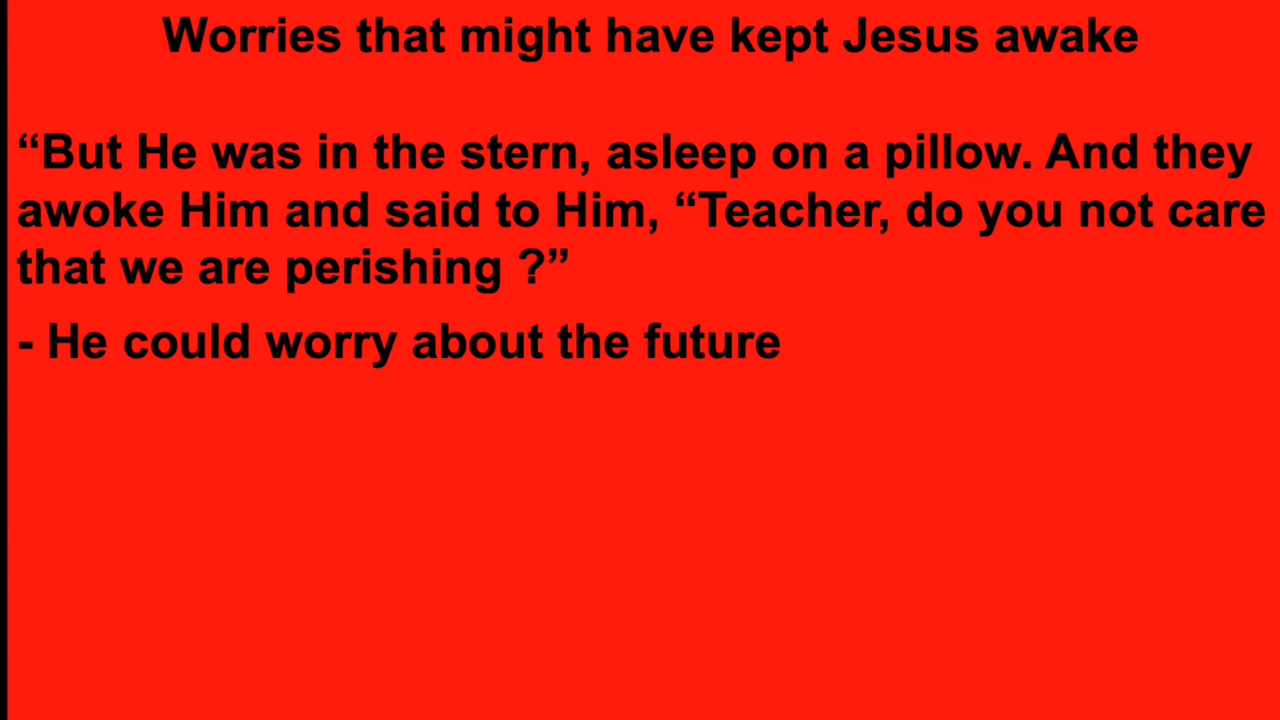 Worries that might have kept Jesus awake
“But He was in the stern, asleep on a pillow. And they
awoke Him and said to Him, “Teacher, do you not care
that we are perishing ?”
- He could worry about the future